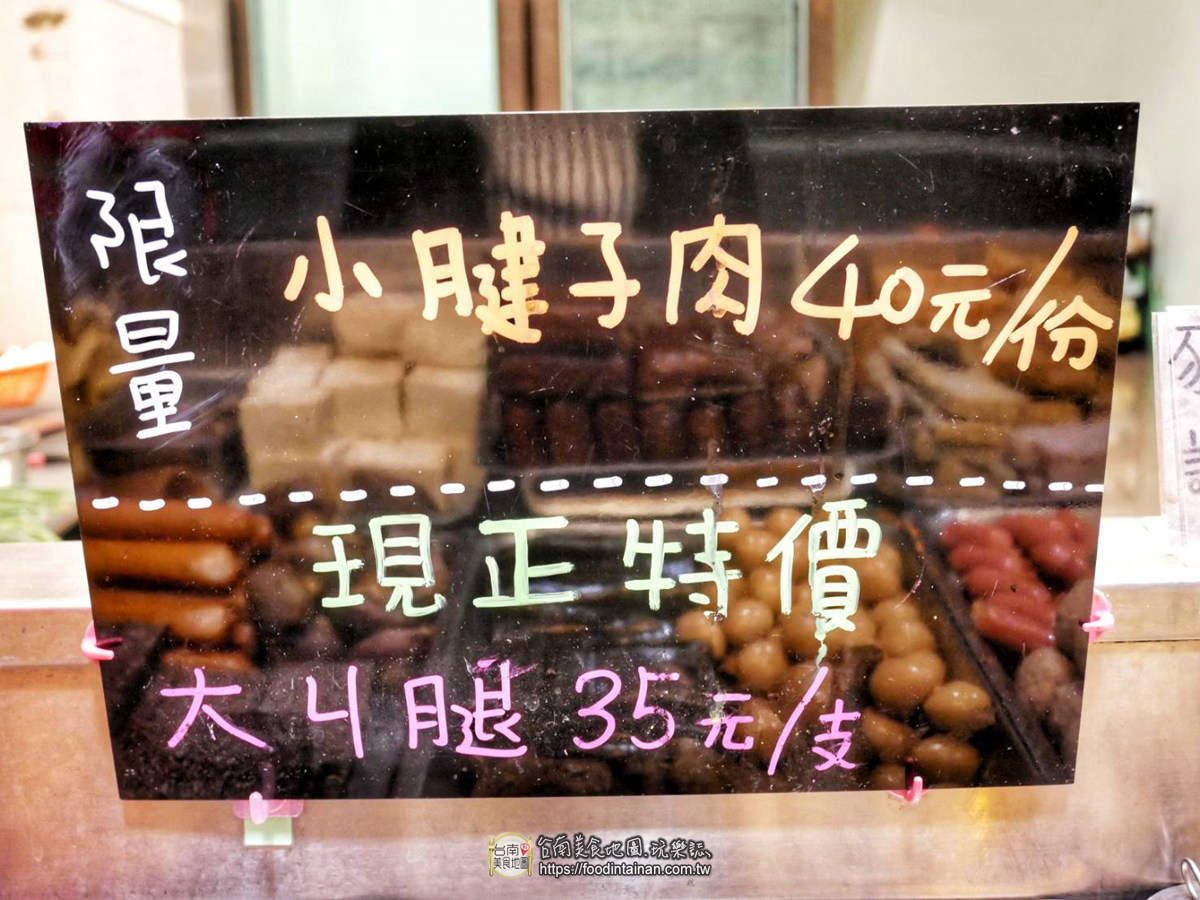 限量
小腱子肉40元/份
現正特價
大ㄐ腿35元/支
台南美食地圖
台南美食地圖.玩樂誌
https://foodintainan.com.tw